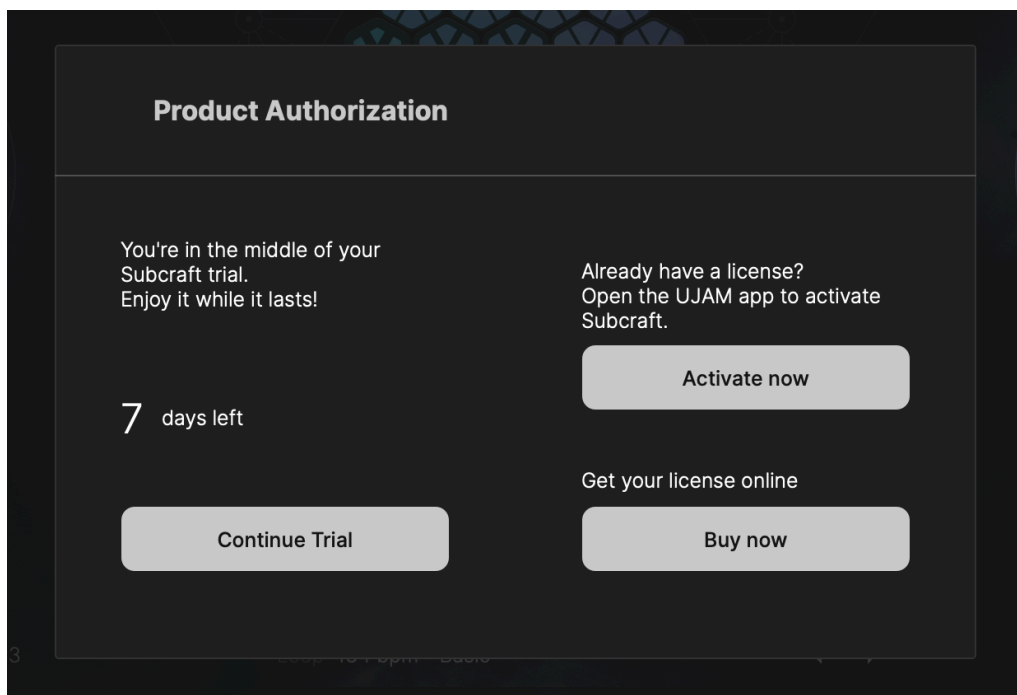 Product Authorization
You're in the middle of your
Subcraft trial.
Enjoy it while it lasts!
7 days left
Continue Trial
Already have a license?
Open the UJAM app to activate
Subcraft.
Activate now
Get your license online
Buy now
3